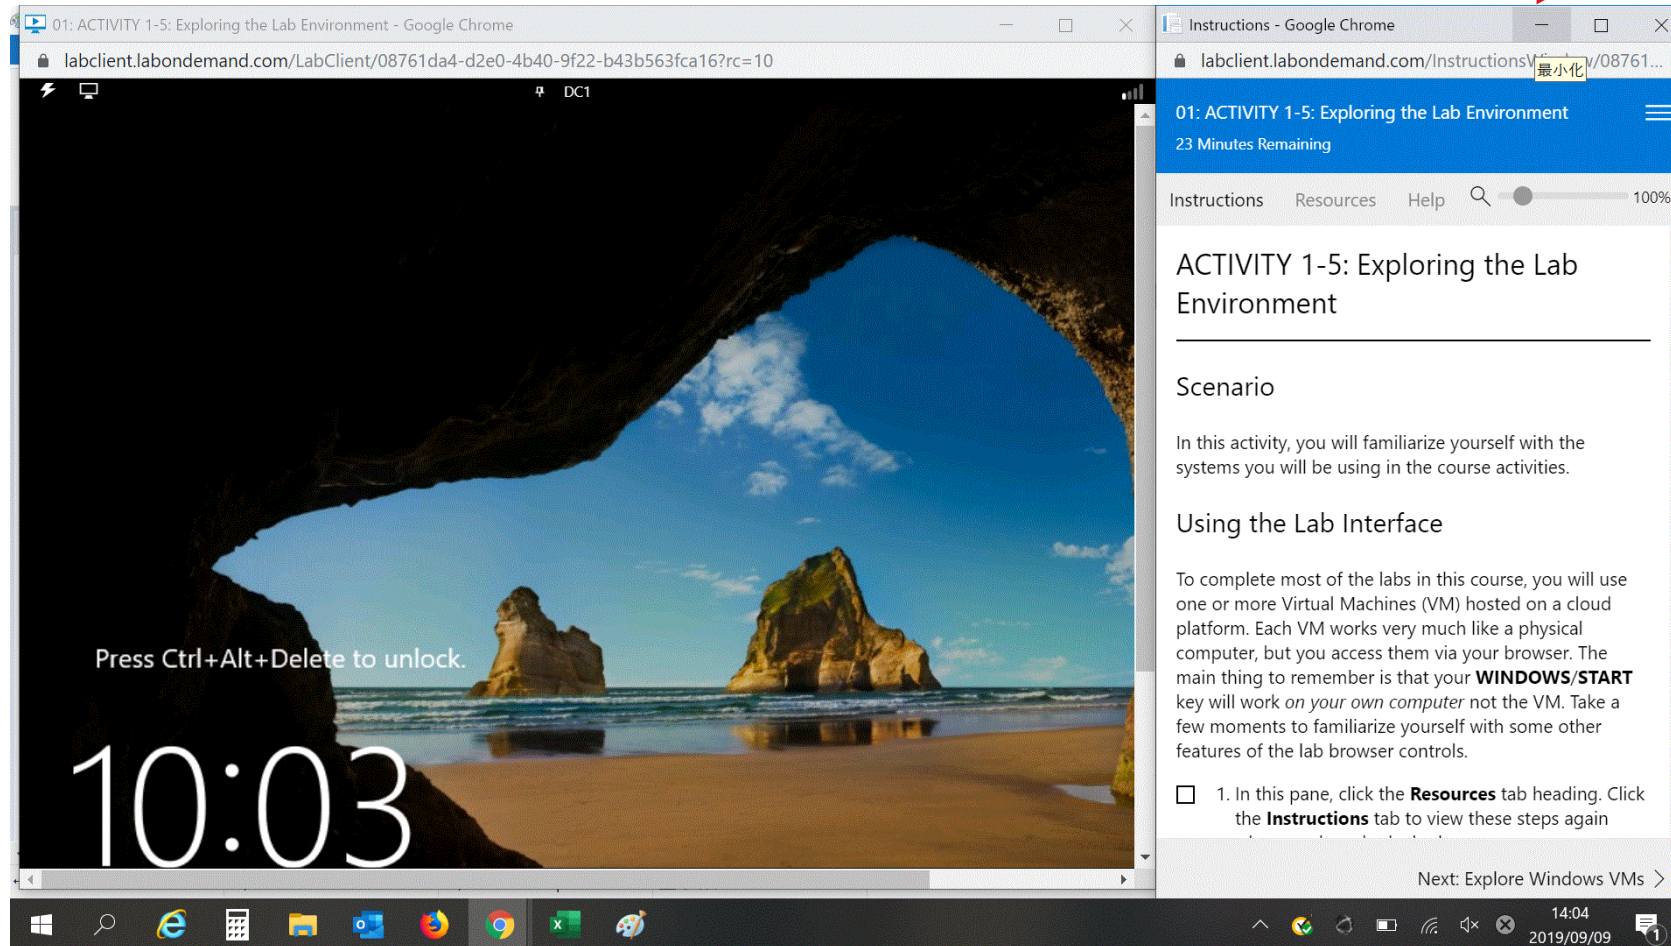 01: ACTIVITY 1-5: Exploring the Lab Environment - Google Chrome
labclient.labondemand.com/LabClient/08761da4-d2e0-4b40-9f22-b43b563fca16?rc=10
DC1
Press Ctrl+Alt+Delete to unlock.
10:03
Instructions - Google Chrome
labclient.labondemand.com/InstructionsW
/08761...
最小化
01: ACTIVITY 1-5: Exploring the Lab Environment
23 Minutes Remaining
Instructions Resources Help 100%
ACTIVITY 1-5: Exploring the Lab
Environment
Scenario
In this activity, you will familiarize yourself with the
systems you will be using in the course activities.
Using the Lab Interface
To complete most of the labs in this course, you will use
one or more Virtual Machines (VM) hosted on a cloud
platform. Each VM works very much like a physical
computer, but you access them via your browser. The
main thing to remember is that your WINDOWS/START
key will work on your own computer not the VM. Take a
few moments to familiarize yourself with some other
features of the lab browser controls.
1. In this pane, click the Resources tab heading. Click
the Instructions tab to view these steps again
Next: Explore Windows VMs
14:04
2019/09/09
1